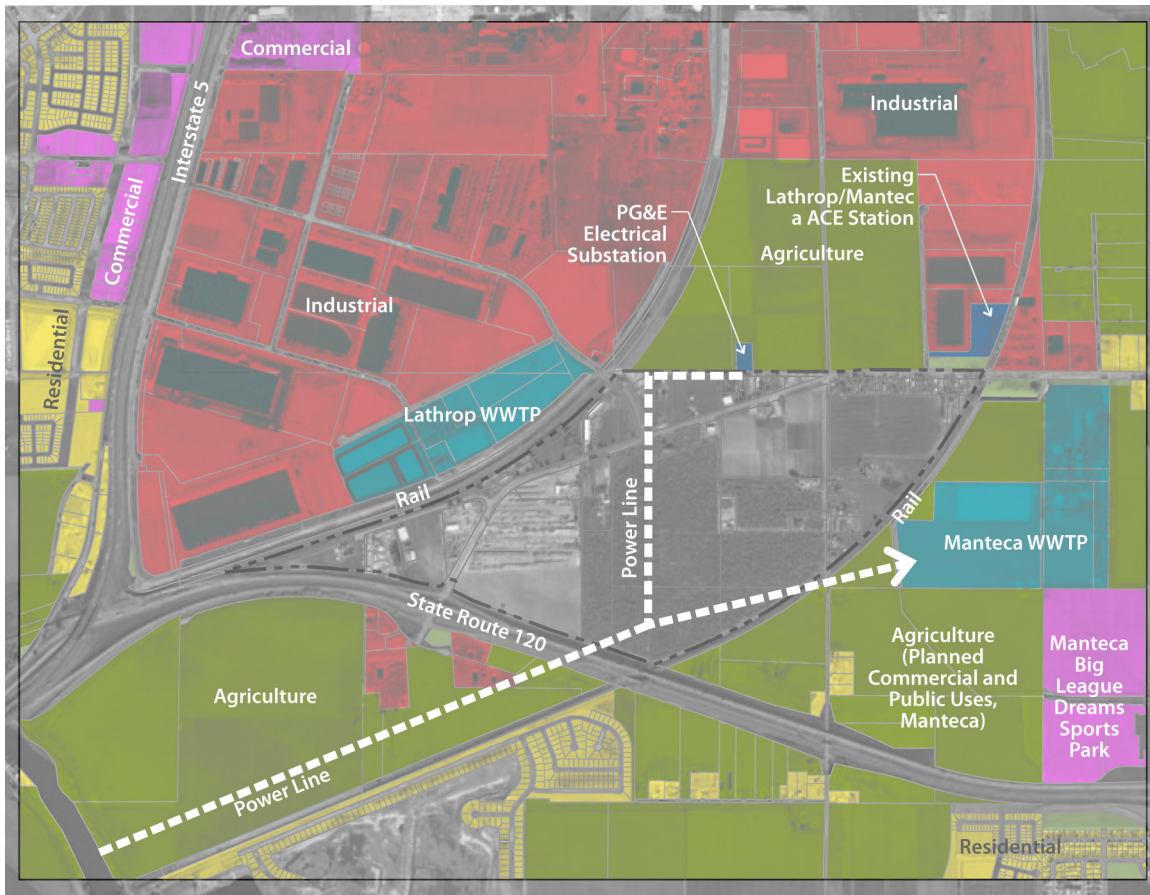 Commercial
Interstate 5
Industrial
Existing
Lathrop/Mantec
a ACE Station
PG&E
Electrical
Substation
Agriculture
Commercial
Industrial
Residential
Lathrop WWTP
Rail
Power Line
Rail
Manteca WWTP
State Route 120
Agriculture
(Planned
Commercial and
Public Uses,
Manteca)
Manteca
Big
League
Dreams
Sports
Park
Agriculture
Power Line
Residential